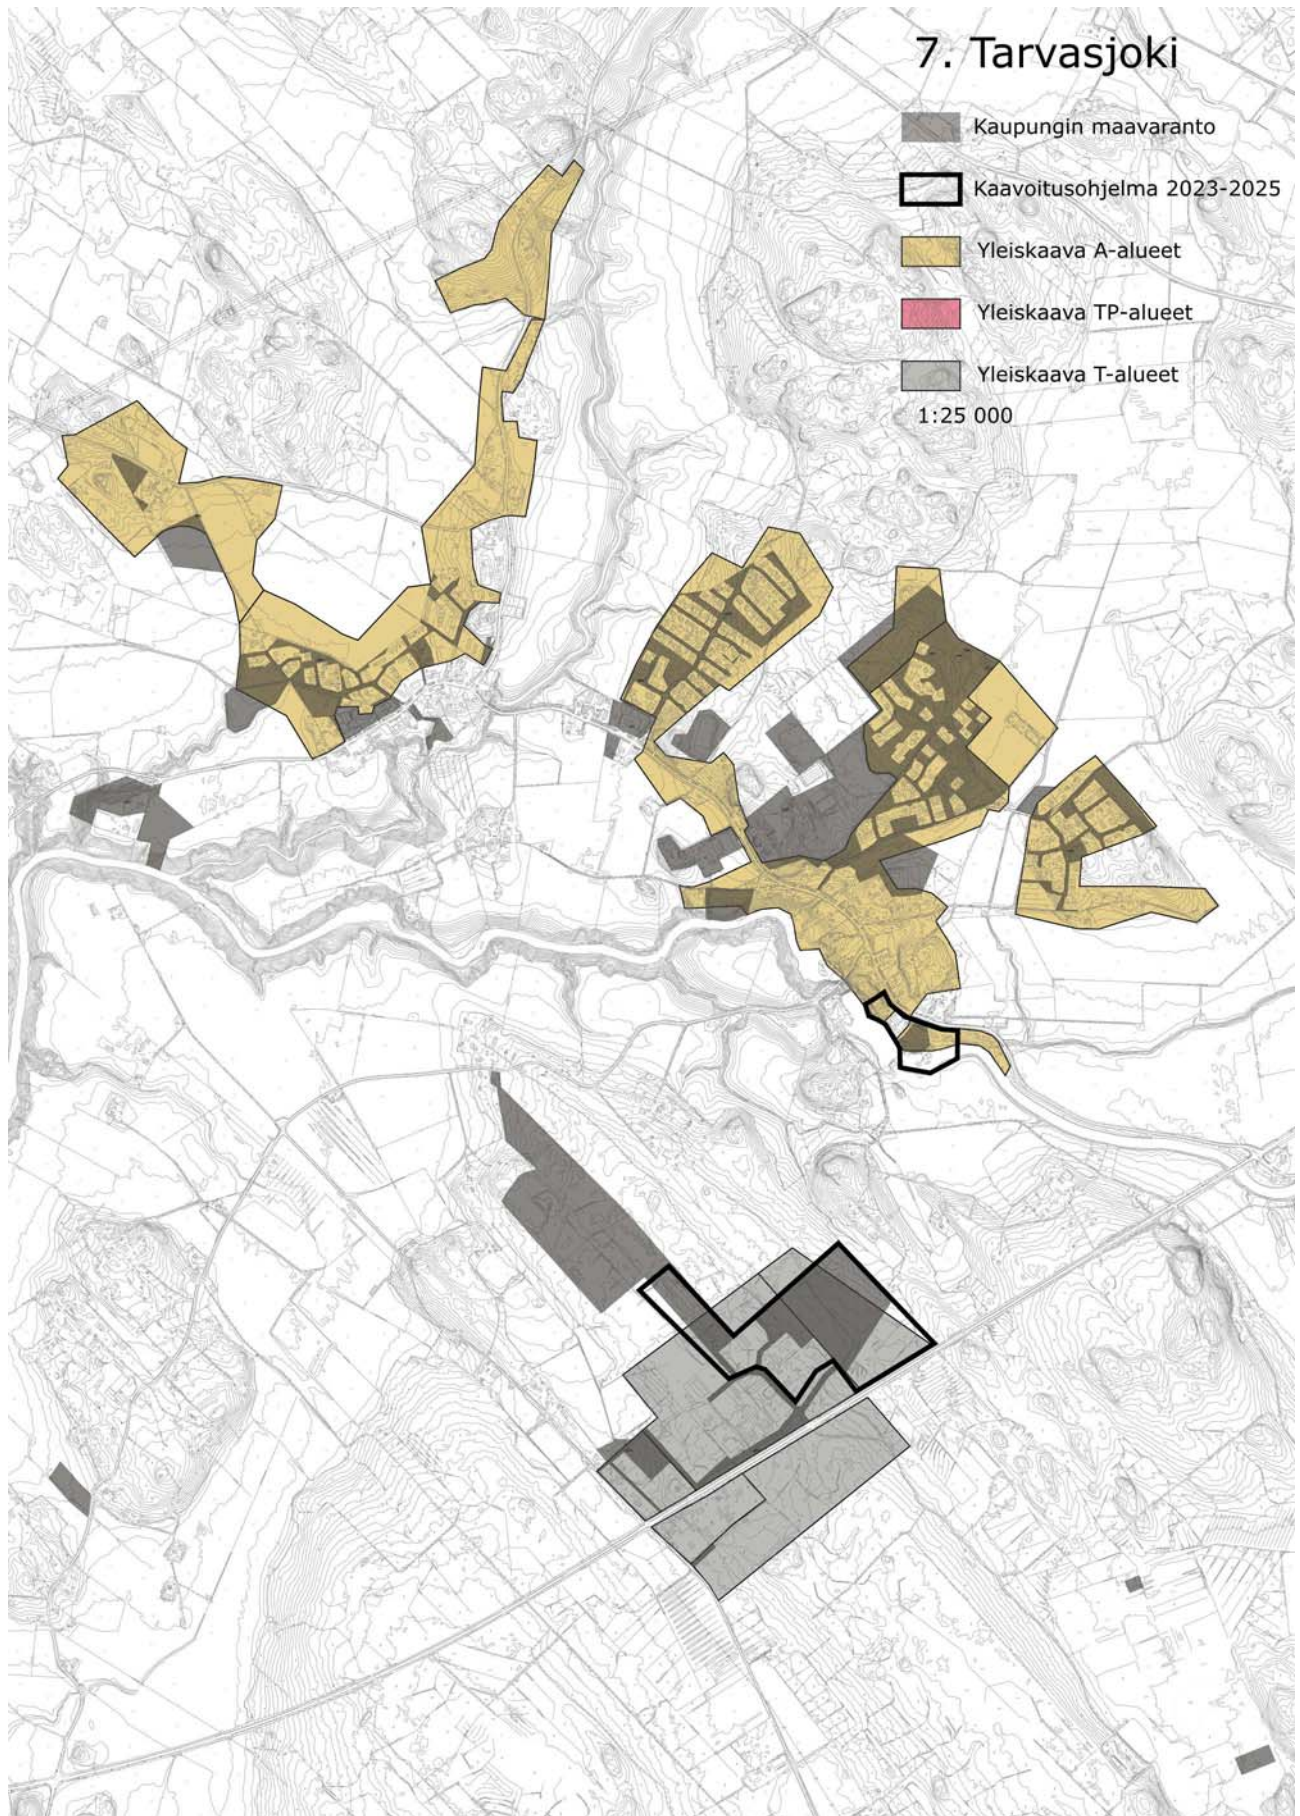 7. Tarvasjoki
Kaupungin maavaranto
Kaavoitusohjelma 2023-2025
Yleiskaava A-alueet
Yleiskaava TP-alueet
Yleiskaava T-alueet
1:25 000